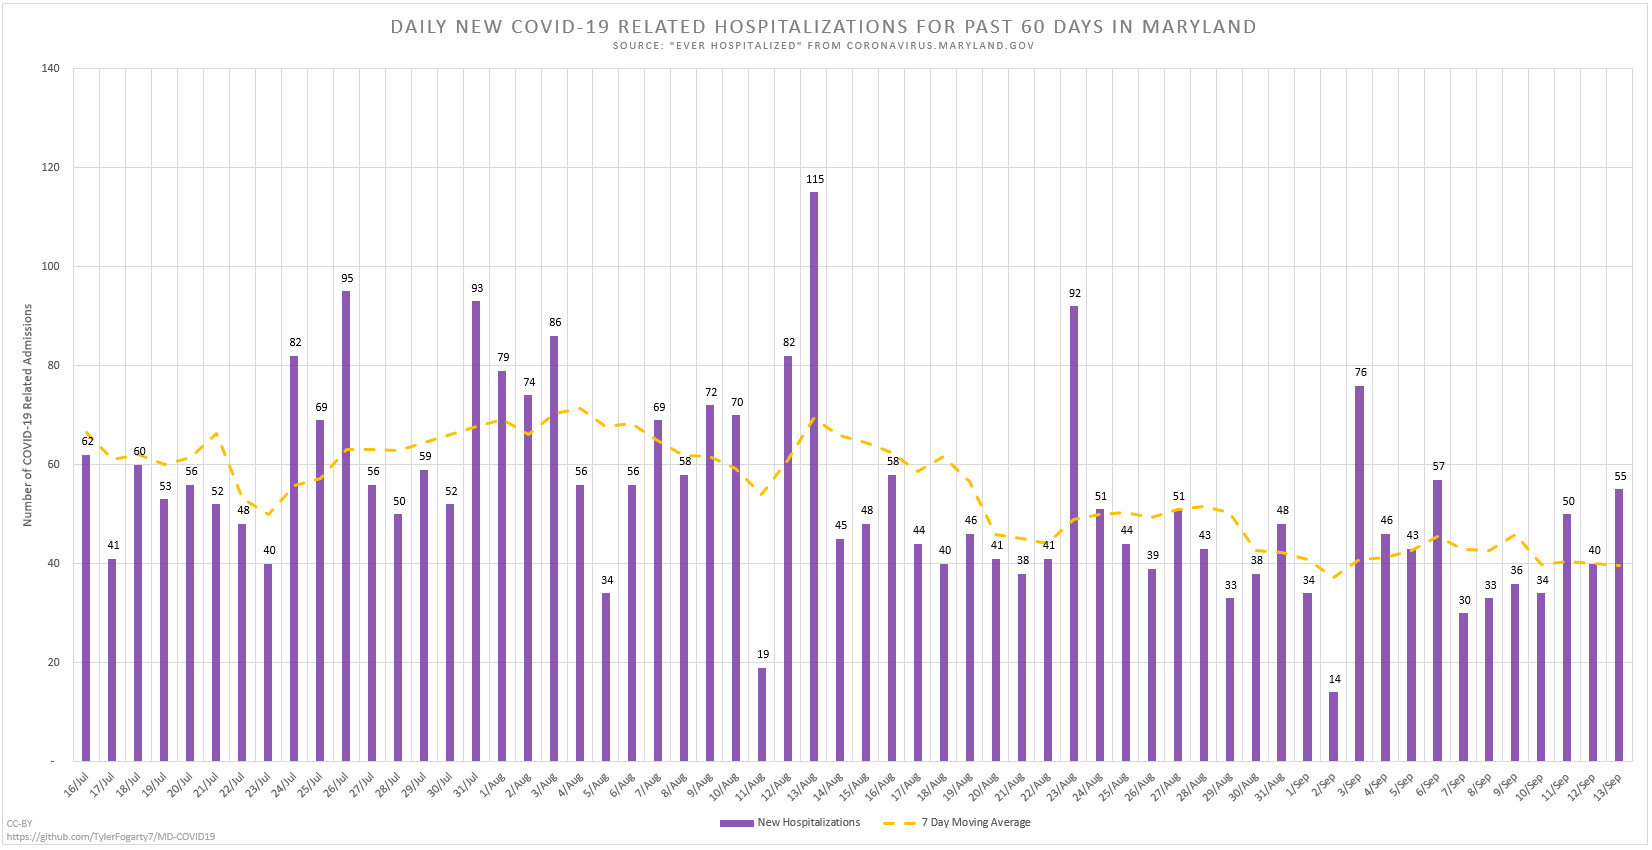 DAILY NEW COVID-19 RELATED HOSPITALIZATIONS FOR PAST 60 DAYS IN MARYLAND
SOURCE: "EVER HOSPITALIZED" FROM CORONAVIRUS.MARYLAND.GOV
Number of COVID-19 Related Admissions
140
120
100
80
60
40
20
-
62 41 60 53 56 52 48 40 82 69 95 56 50 59 52 93 79 74 86 56 34 56 69 58 72 70 19 82 115 45 48 58 44 40 46 41 38 41 92 51 44 39 51 43 33 38 48 34 14 76 46 43 57 30 33 36 34 50 40 55
16/Jul 17/Jul 18/Jul 19/Jul 20/Jul 21/Jul 22/Jul 23/Jul 24/Jul 25/Jul 26/Jul 27/Jul 28/Jul 29/Jul 30/Jul 31/Jul 1/Aug 2/Aug 3/Aug 4/Aug 5/Aug 6/Aug 7/Aug 8/Aug 9/Aug 10/Aug 11/Aug 12/Aug 13/Aug 14/Aug 15/Aug 16/Aug 17/Aug 18/Aug 19/Aug 20/Aug 21/Aug 22/Aug 23/Aug 24/Aug 25/Aug 26/Aug 27/Aug 28/Aug 29/Aug 30/Aug 31/Aug 1/Sep 2/Sep 3/Sep 4/Sep 5/Sep 6/Sep 7/Sep 8/Sep 9/Sep 10/Sep 11/Sep 12/Sep 13/Sep
New Hospitalizations 7 Day Moving Average
CC-BY
https://github.com/TylerFogarty7/MD-COVID19